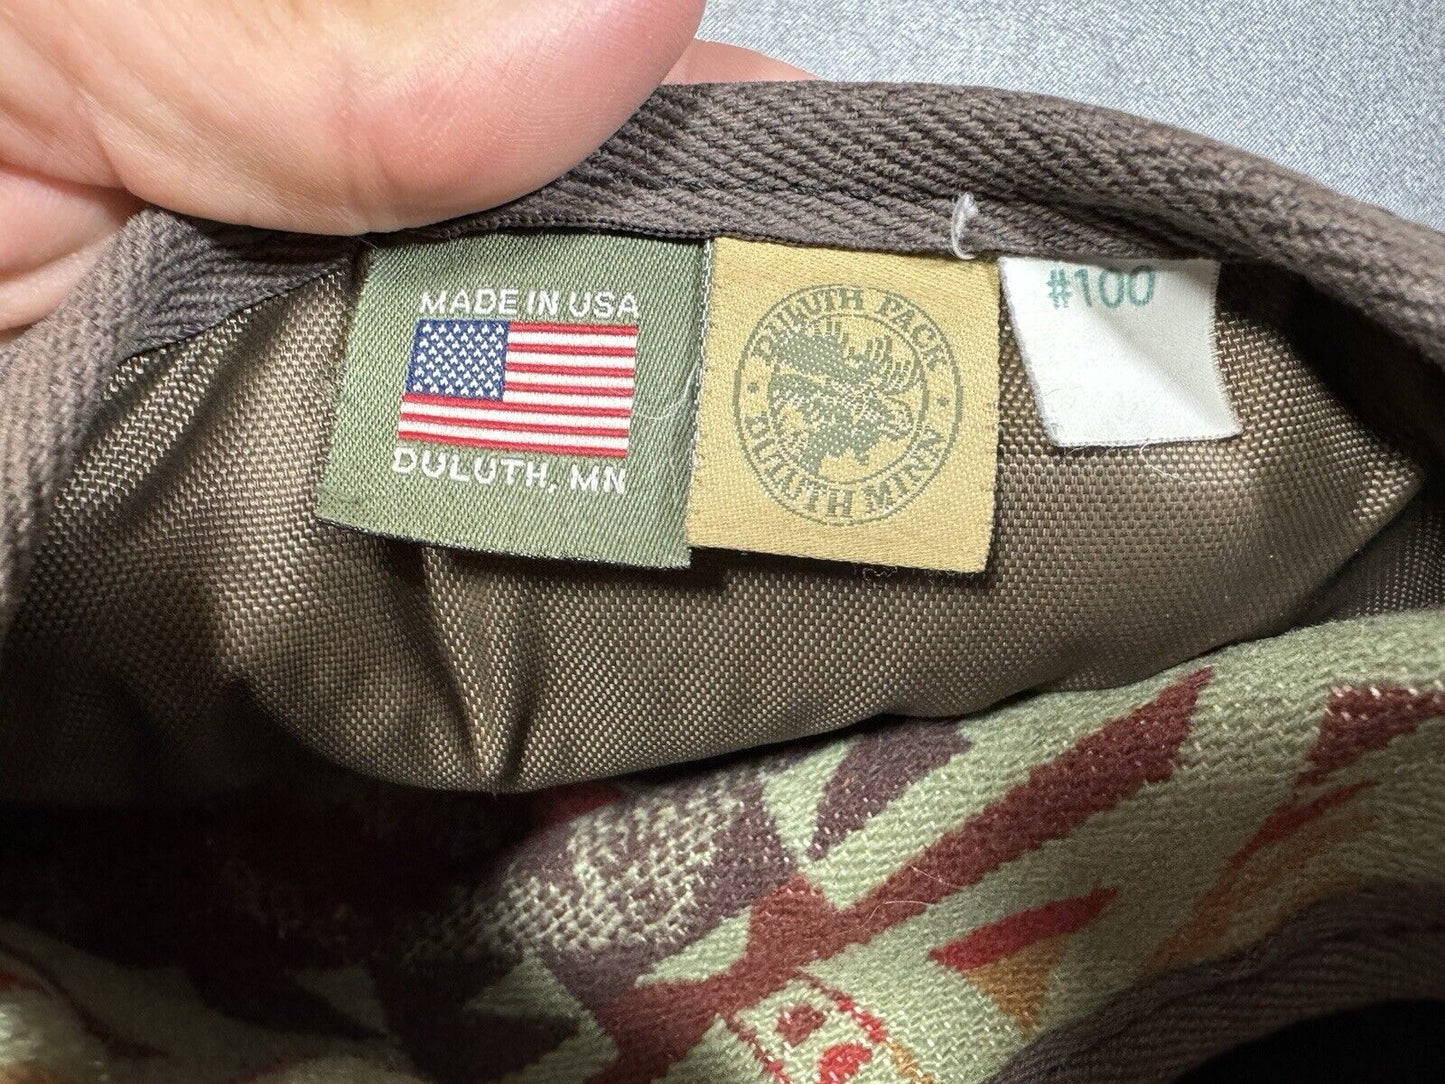 MADE IN USA
DULUTH, MN
DULUTH PACK
DULUTH MINN
#100